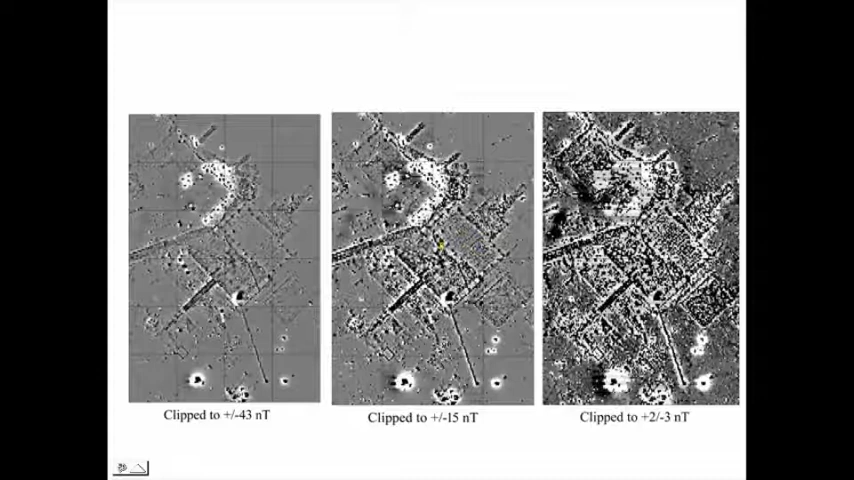 Clipped to +/-43 nT
Clipped to +/-15 nT
Clipped to +2/-3 nT